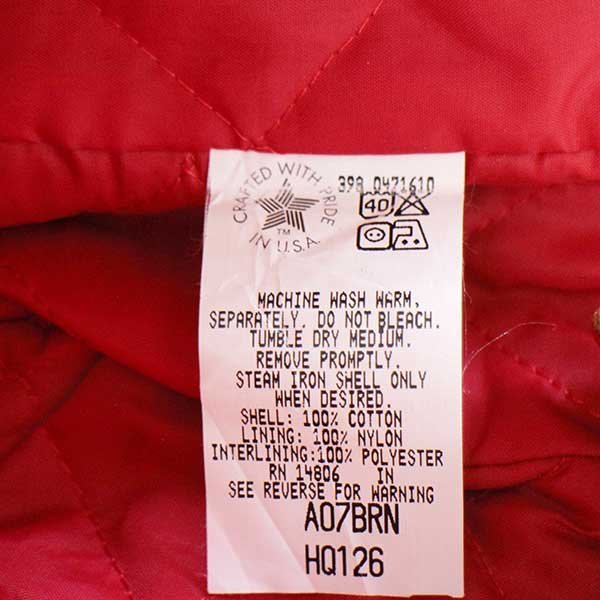 CRAFTED WITH PRIDE
IN U.S.A.
TM
398 0471610
40
MACHINE WASH WARM,
SEPARATELY. DO NOT BLEACH.
TUMBLE DRY MEDIUM.
REMOVE PROMPTLY.
STEAM IRON SHELL ONLY
WHEN DESIRED.
SHELL: 100% COTTON
LINING: 100% NYLON
INTERLINING:100% POLYESTER
RN 14806 IN
SEE REVERSE FOR WARNING
A07BRN
HQ126